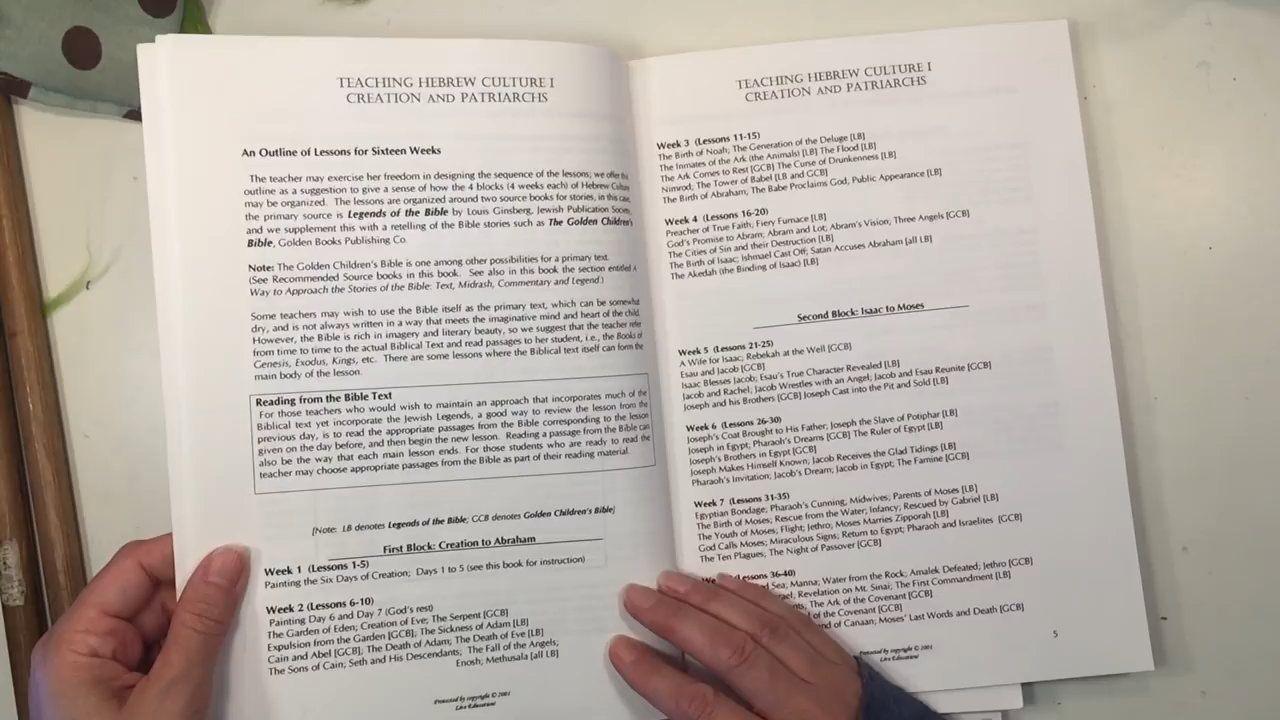 TEACHING HEBREW CULTURE I
CREATION AND PATRIARCHS
An Outline of Lessons for Sixteen Weeks
The teacher may exercise her freedom in designing the sequence of the lessons; we offer this
outline as a suggestion to give a sense of how the 4 blocks (4 weeks each) of Hebrew Culture
may be organized. The lessons are organized around two source books for stories, in this case,
the primary source is Legends of the Bible by Louis Ginsberg, Jewish Publication Society,
and we supplement this with a retelling of the Bible stories such as The Golden Children's
Bible, Golden Books Publishing Co.
Note: The Golden Children's Bible is one among other possibilities for a primary text.
(See Recommended Source books in this book. See also in this book the section entitled A
Way to Approach the Stories of the Bible: Text, Midrash, Commentary and Legend.)
Some teachers may wish to use the Bible itself as the primary text, which can be somewhat
dry, and is not always written in a way that meets the imaginative mind and heart of the child.
However, the Bible is rich in imagery and literary beauty, so we suggest that the teacher refer
from time to time to the actual Biblical Text and read passages to her student, i.e., the Books of
Genesis, Exodus, Kings, etc. There are some lessons where the Biblical text itself can form the
main body of the lesson.
Reading from the Bible Text
For those teachers who would wish to maintain an approach that incorporates much of the
Biblical text yet incorporate the Jewish Legends, a good way to review the lesson from the
previous day, is to read the appropriate passages from the Bible corresponding to the lesson
given on the day before, and then begin the new lesson. Reading a passage from the Bible can
also be the way that each main lesson ends. For those students who are ready to read the
teacher may choose appropriate passages from the Bible as part of their reading material.
[Note: LB denotes Legends of the Bible; GCB denotes Golden Children's Bible]
First Block: Creation to Abraham
Week 1 (Lessons 1-5)
Painting the Six Days of Creation; Days 1 to 5 (see this book for instruction)
Week 2 (Lessons 6-10)
Painting Day 6 and Day 7 (God's rest)
The Garden of Eden; Creation of Eve; The Serpent [GCB]
Expulsion from the Garden [GCB]; The Sickness of Adam [LB]
Cain and Abel [GCB]; The Death of Adam; The Death of Eve [LB]
The Sons of Cain; Seth and His Descendants; The Fall of the Angels;
Enosh; Methusala [all LB]
Protected by copyright © 2001
Live Education!
TEACHING HEBREW CULTURE I
CREATION AND PATRIARCHS
Week 3 (Lessons 11-15)
The Birth of Noah; The Generation of the Deluge [LB]
The Inmates of the Ark (the Animals) [LB] The Flood [LB]
The Ark Comes to Rest [GCB] The Curse of Drunkenness [LB]
Nimrod; The Tower of Babel [LB and GCB]
The Birth of Abraham, The Babe Proclaims God, Public Appearance [LB]
Week 4 (Lessons 16-20)
Preacher of True Faith; Fiery Furnace [LB]
God's Promise to Abram; Abram and Lot; Abram's Vision; Three Angels [GCB]
The Cities of Sin and their Destruction [LB]
The Birth of Isaac; Ishmael Cast Off; Satan Accuses Abraham [all LB]
The Akedah (the Binding of Isaac) [LB]
Second Block: Isaac to Moses
Week 5 (Lessons 21-25)
A Wife for Isaac; Rebekah at the Well [GCB]
Esau and Jacob [GCB]
Isaac Blesses Jacob; Esau's True Character Revealed [LB]
Jacob and Rachel; Jacob Wrestles with an Angel; Jacob and Esau Reunite [GCB]
Joseph and his Brothers [GCB] Joseph Cast into the Pit and Sold [LB]
Week 6 (Lessons 26-30)
Joseph's Coat Brought to His Father; Joseph the Slave of Potiphar [LB]
Joseph in Egypt; Pharaoh's Dreams [GCB] The Ruler of Egypt [LB]
Joseph's Brothers in Egypt [GCB]
Joseph Makes Himself Known; Jacob Receives the Glad Tidings [LB]
Pharaoh's Invitation; Jacob's Dream; Jacob in Egypt; The Famine [GCB]
Week 7 (Lessons 31-35)
Egyptian Bondage; Pharaoh's Cunning; Midwives; Parents of Moses [LB]
The Birth of Moses; Rescue from the Water; Infancy; Rescued by Gabriel [LB]
The Youth of Moses; Flight; Jethro; Moses Marries Zipporah [LB]
God Calls Moses; Miraculous Signs; Return to Egypt; Pharaoh and Israelites [GCB]
The Ten Plagues; The Night of Passover [GCB]
Lessons 36-40)
Sea; Manna; Water from the Rock; Amalek Defeated; Jethro [GCB]
Revelation on Mt. Sinai; The First Commandment [LB]
The Ark of the Covenant [GCB]
of the Covenant [GCB]
of Canaan; Moses' Last Words and Death [GCB]
5
Protected by copyright © 2001
Live Education!